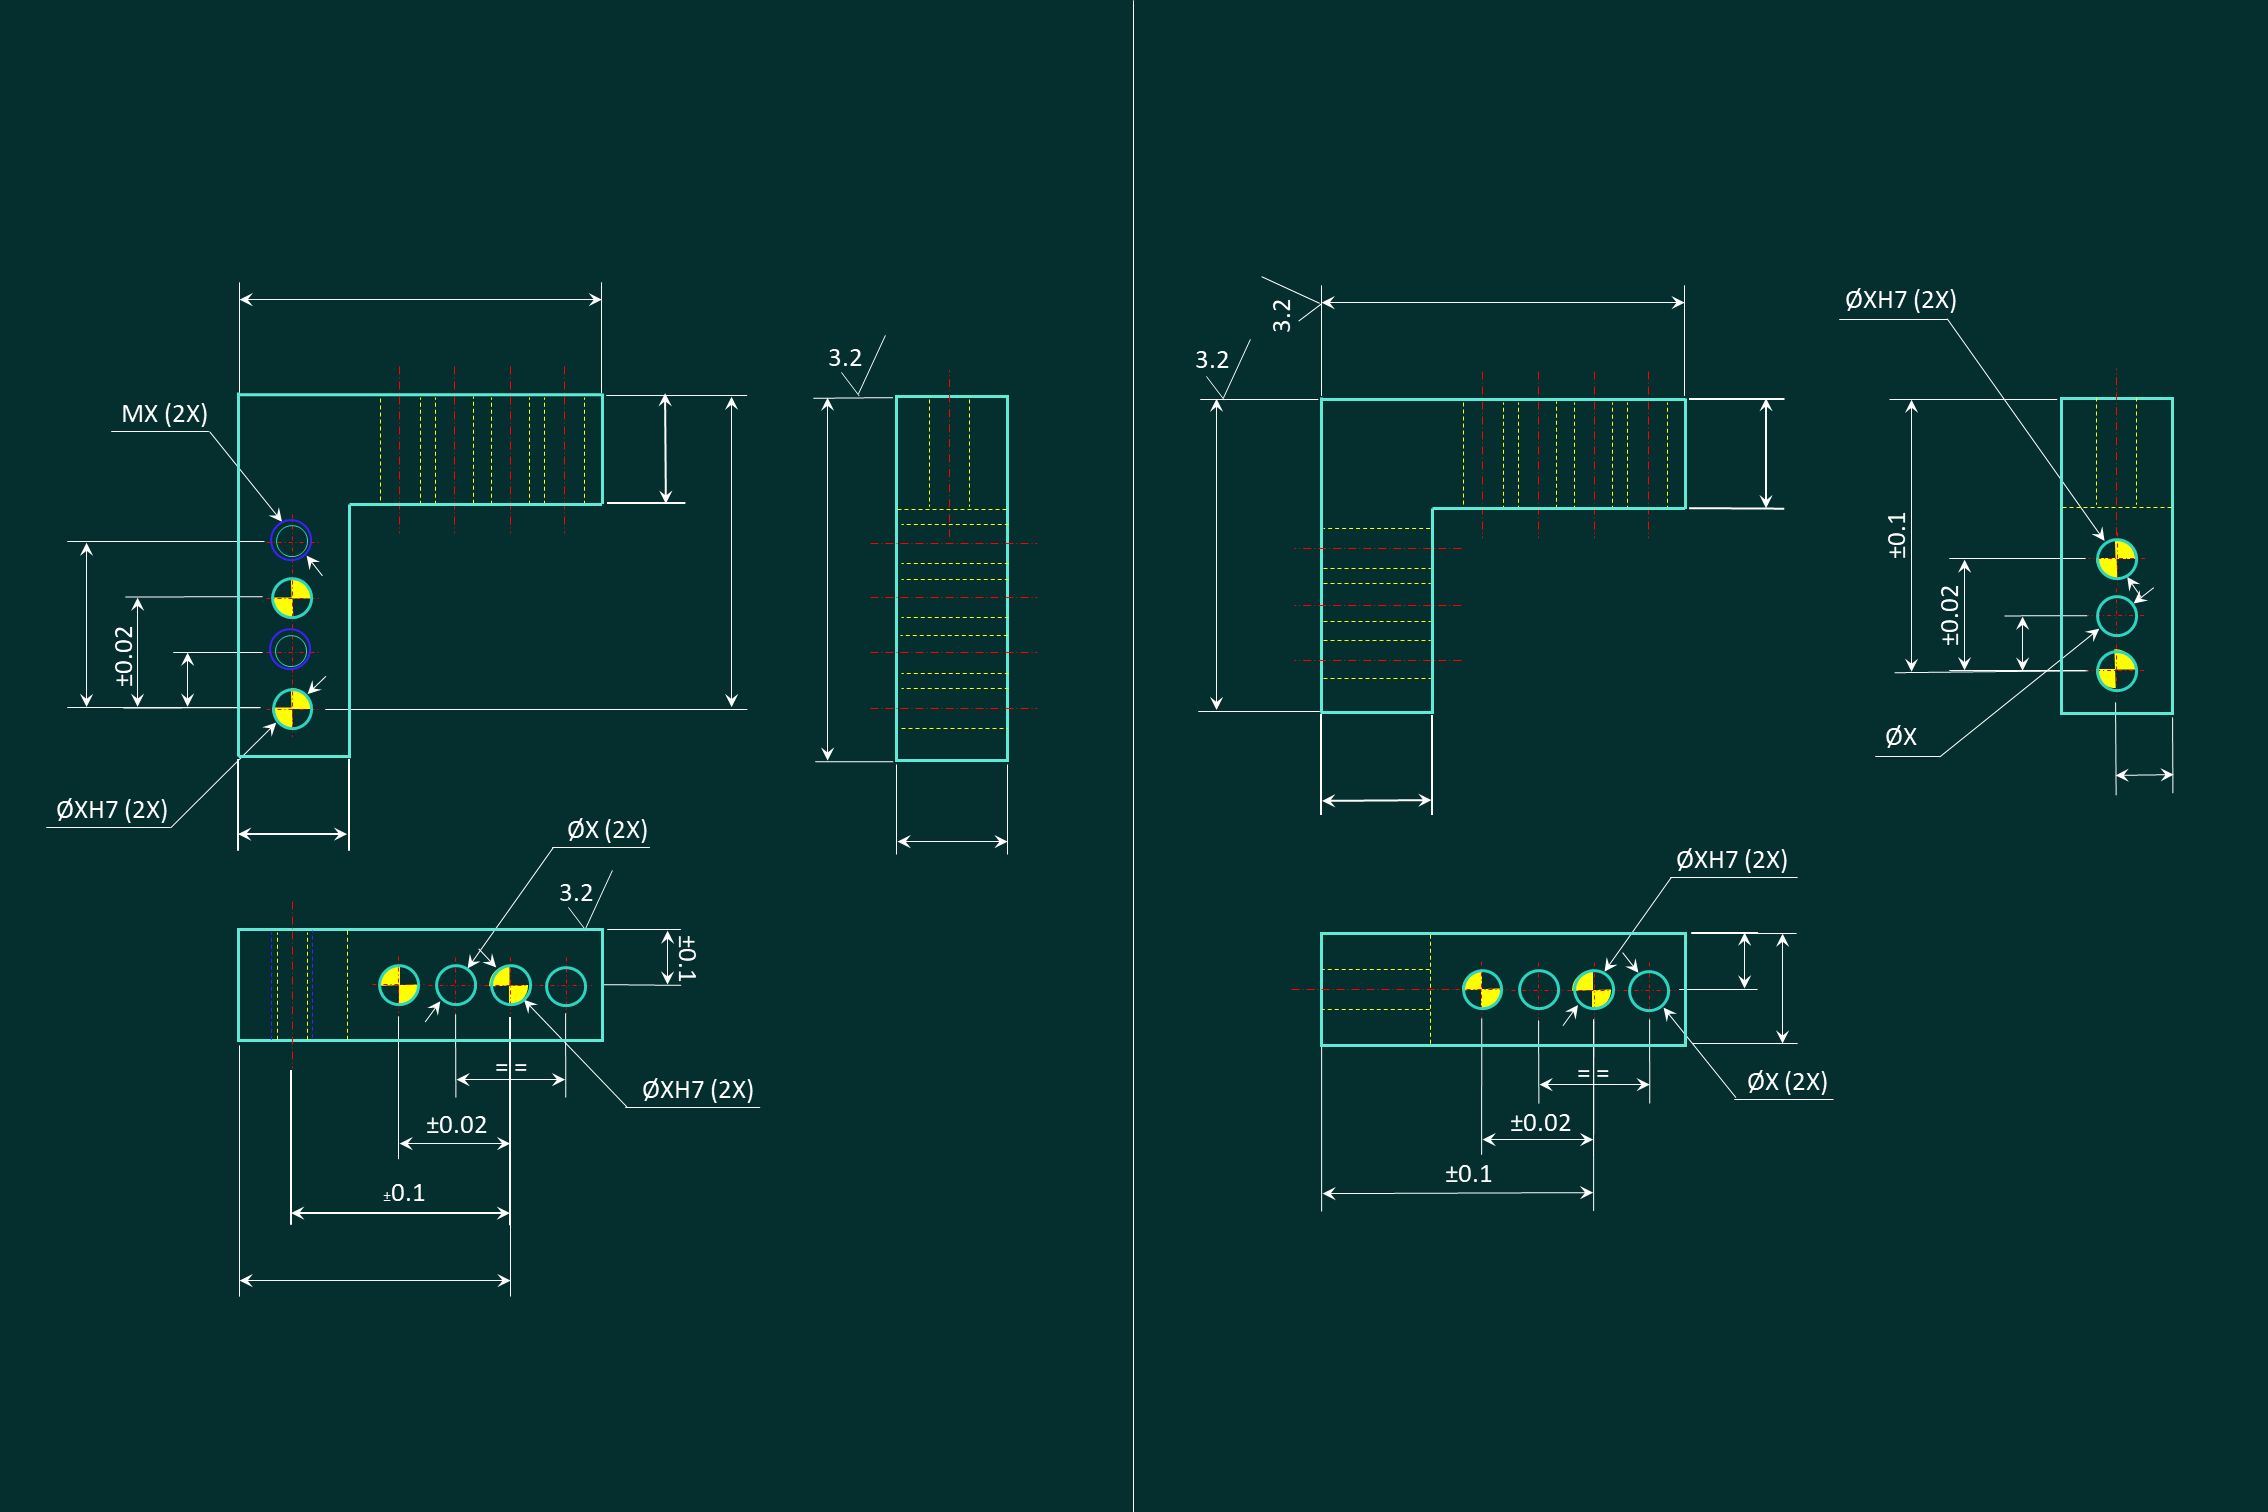 3.2
MX (2X)
±0.02
ØXH7 (2X)
ØX (2X)
3.2
±0.1
= =
ØXH7 (2X)
±0.02
±0.1
3.2
3.2
ØXH7 (2X)
±0.1
±0.02
ØX
ØXH7 (2X)
= =
ØX (2X)
±0.02
±0.1